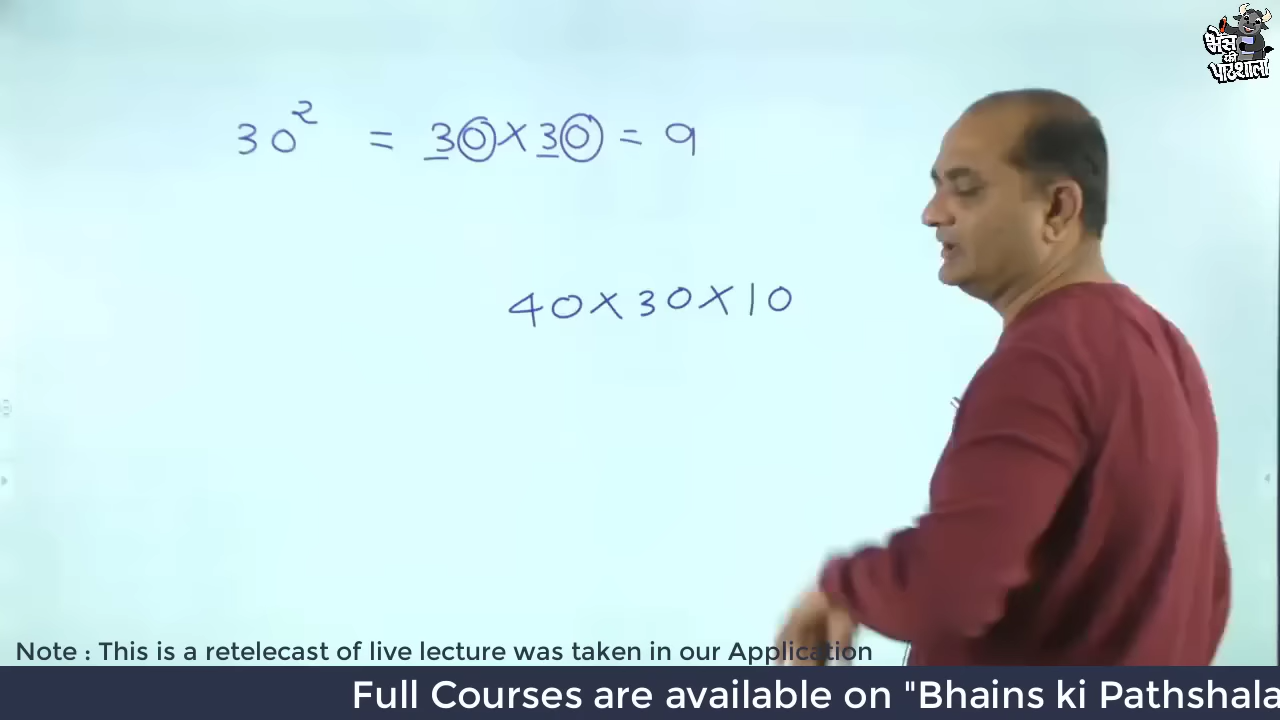 भैंस
की
पाठशाला
30² = 30×30 = 9
40×30×10
Note : This is a retelecast of live lecture was taken in our Application
Full Courses are available on "Bhains ki Pathshala